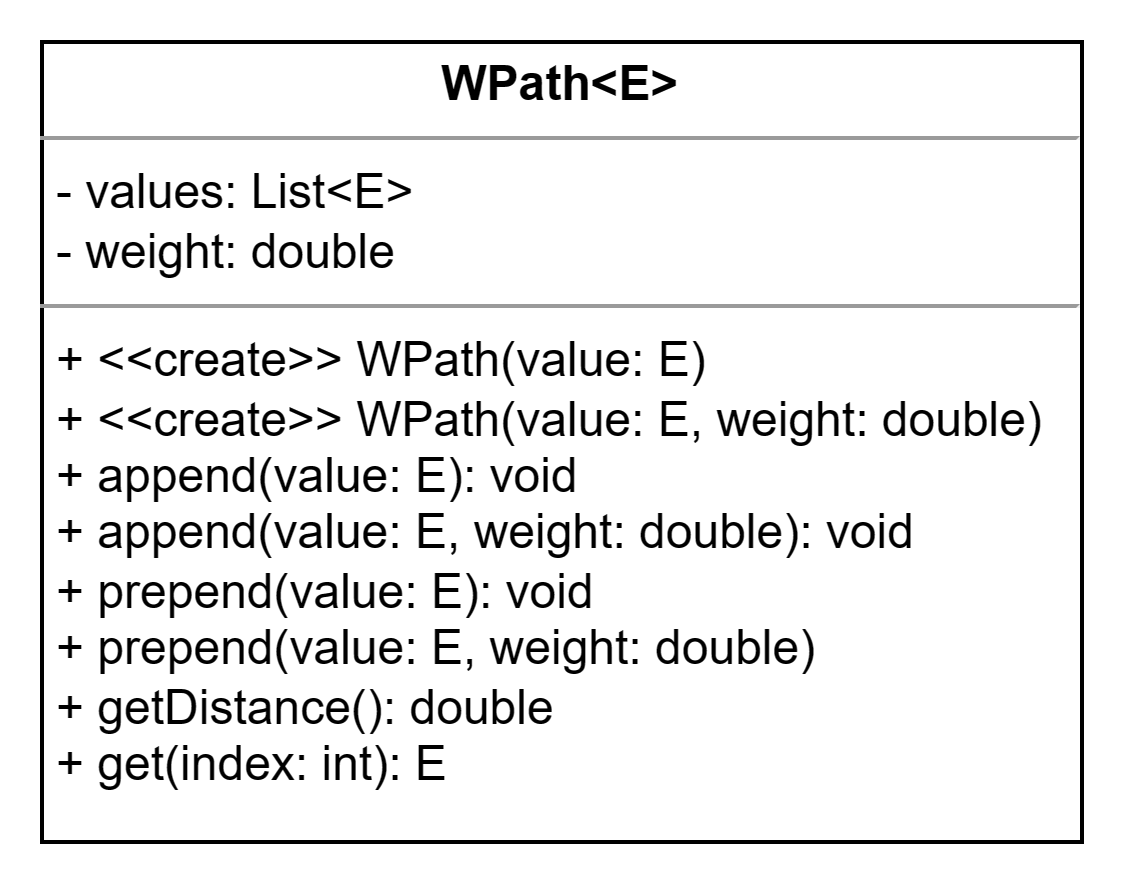 WPath<E>
- values: List<E>
- weight: double
+ <<create>> WPath(value: E)
+ <<create>> WPath(value: E, weight: double)
+ append(value: E): void
+ append(value: E, weight: double): void
+ prepend(value: E): void
+ prepend(value: E, weight: double)
+ getDistance(): double
+ get(index: int): E